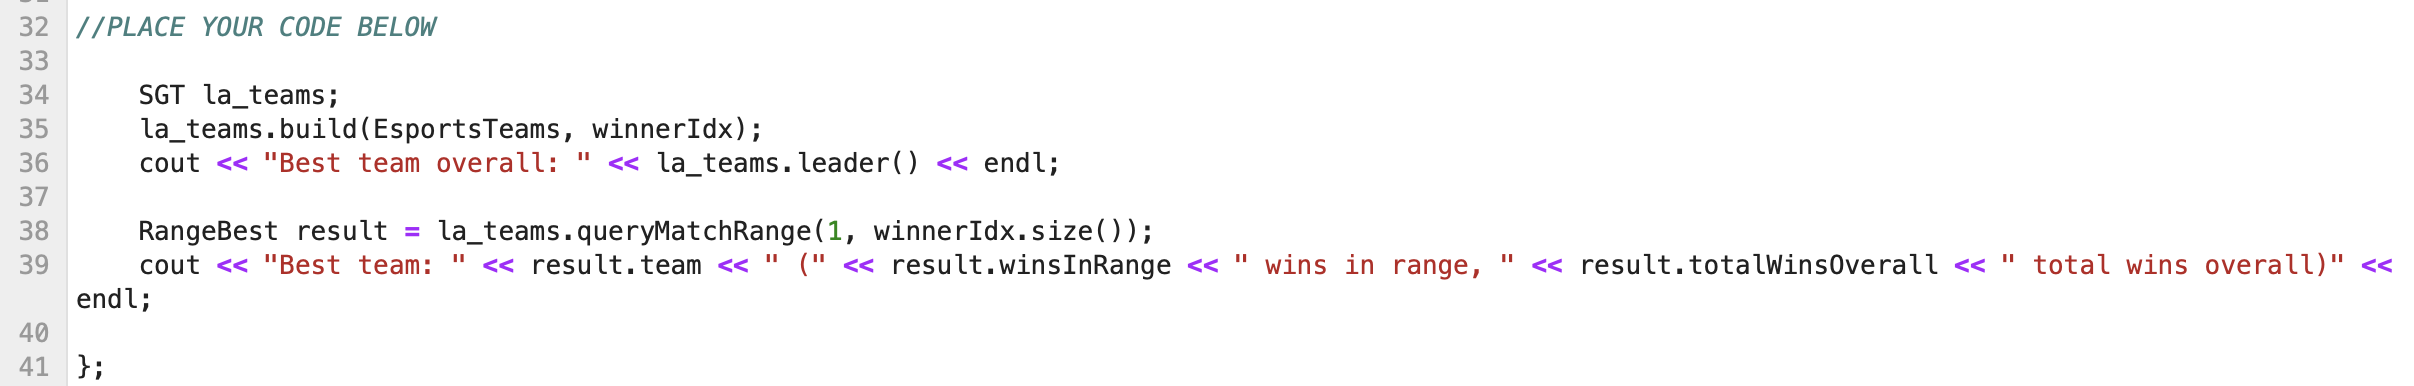 32 //PLACE YOUR CODE BELOW
33
34     SGT la_teams;
35     la_teams.build(EsportsTeams, winnerIdx);
36     cout << "Best team overall: " << la_teams.leader() << endl;
37
38     RangeBest result = la_teams.queryMatchRange(1, winnerIdx.size());
39     cout << "Best team: " << result.team << " (" << result.winsInRange << " wins in range, " << result.totalWinsOverall << " total wins overall)" <<
endl;
40
41 };